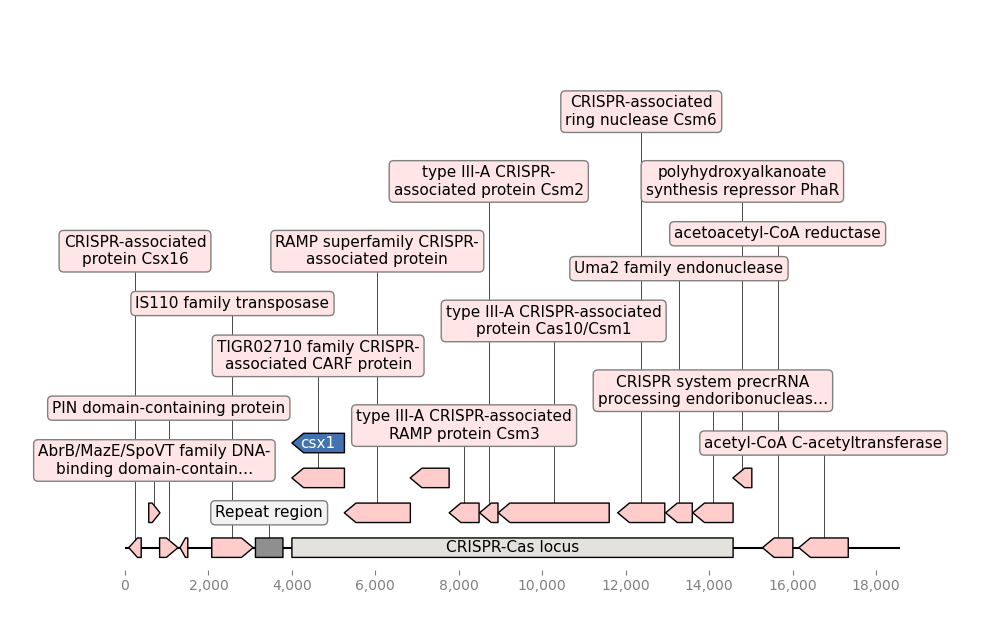 CRISPR-associated
ring nuclease Csm6
type III-A CRISPR-
associated protein Csm2
polyhydroxyalkanoate
synthesis repressor PhaR
acetoacetyl-CoA reductase
CRISPR-associated
protein Csx16
RAMP superfamily CRISPR-
associated protein
Uma2 family endonuclease
IS110 family transposase
type III-A CRISPR-associated
protein Cas10/Csm1
TIGR02710 family CRISPR-
associated CARF protein
CRISPR system precrRNA
processing endoribonucleas…
PIN domain-containing protein
type III-A CRISPR-associated
RAMP protein Csm3
csx1
acetyl-CoA C-acetyltransferase
AbrB/MazE/SpoVT family DNA-
binding domain-contain…
Repeat region
CRISPR-Cas locus
0 2,000 4,000 6,000 8,000 10,000 12,000 14,000 16,000 18,000